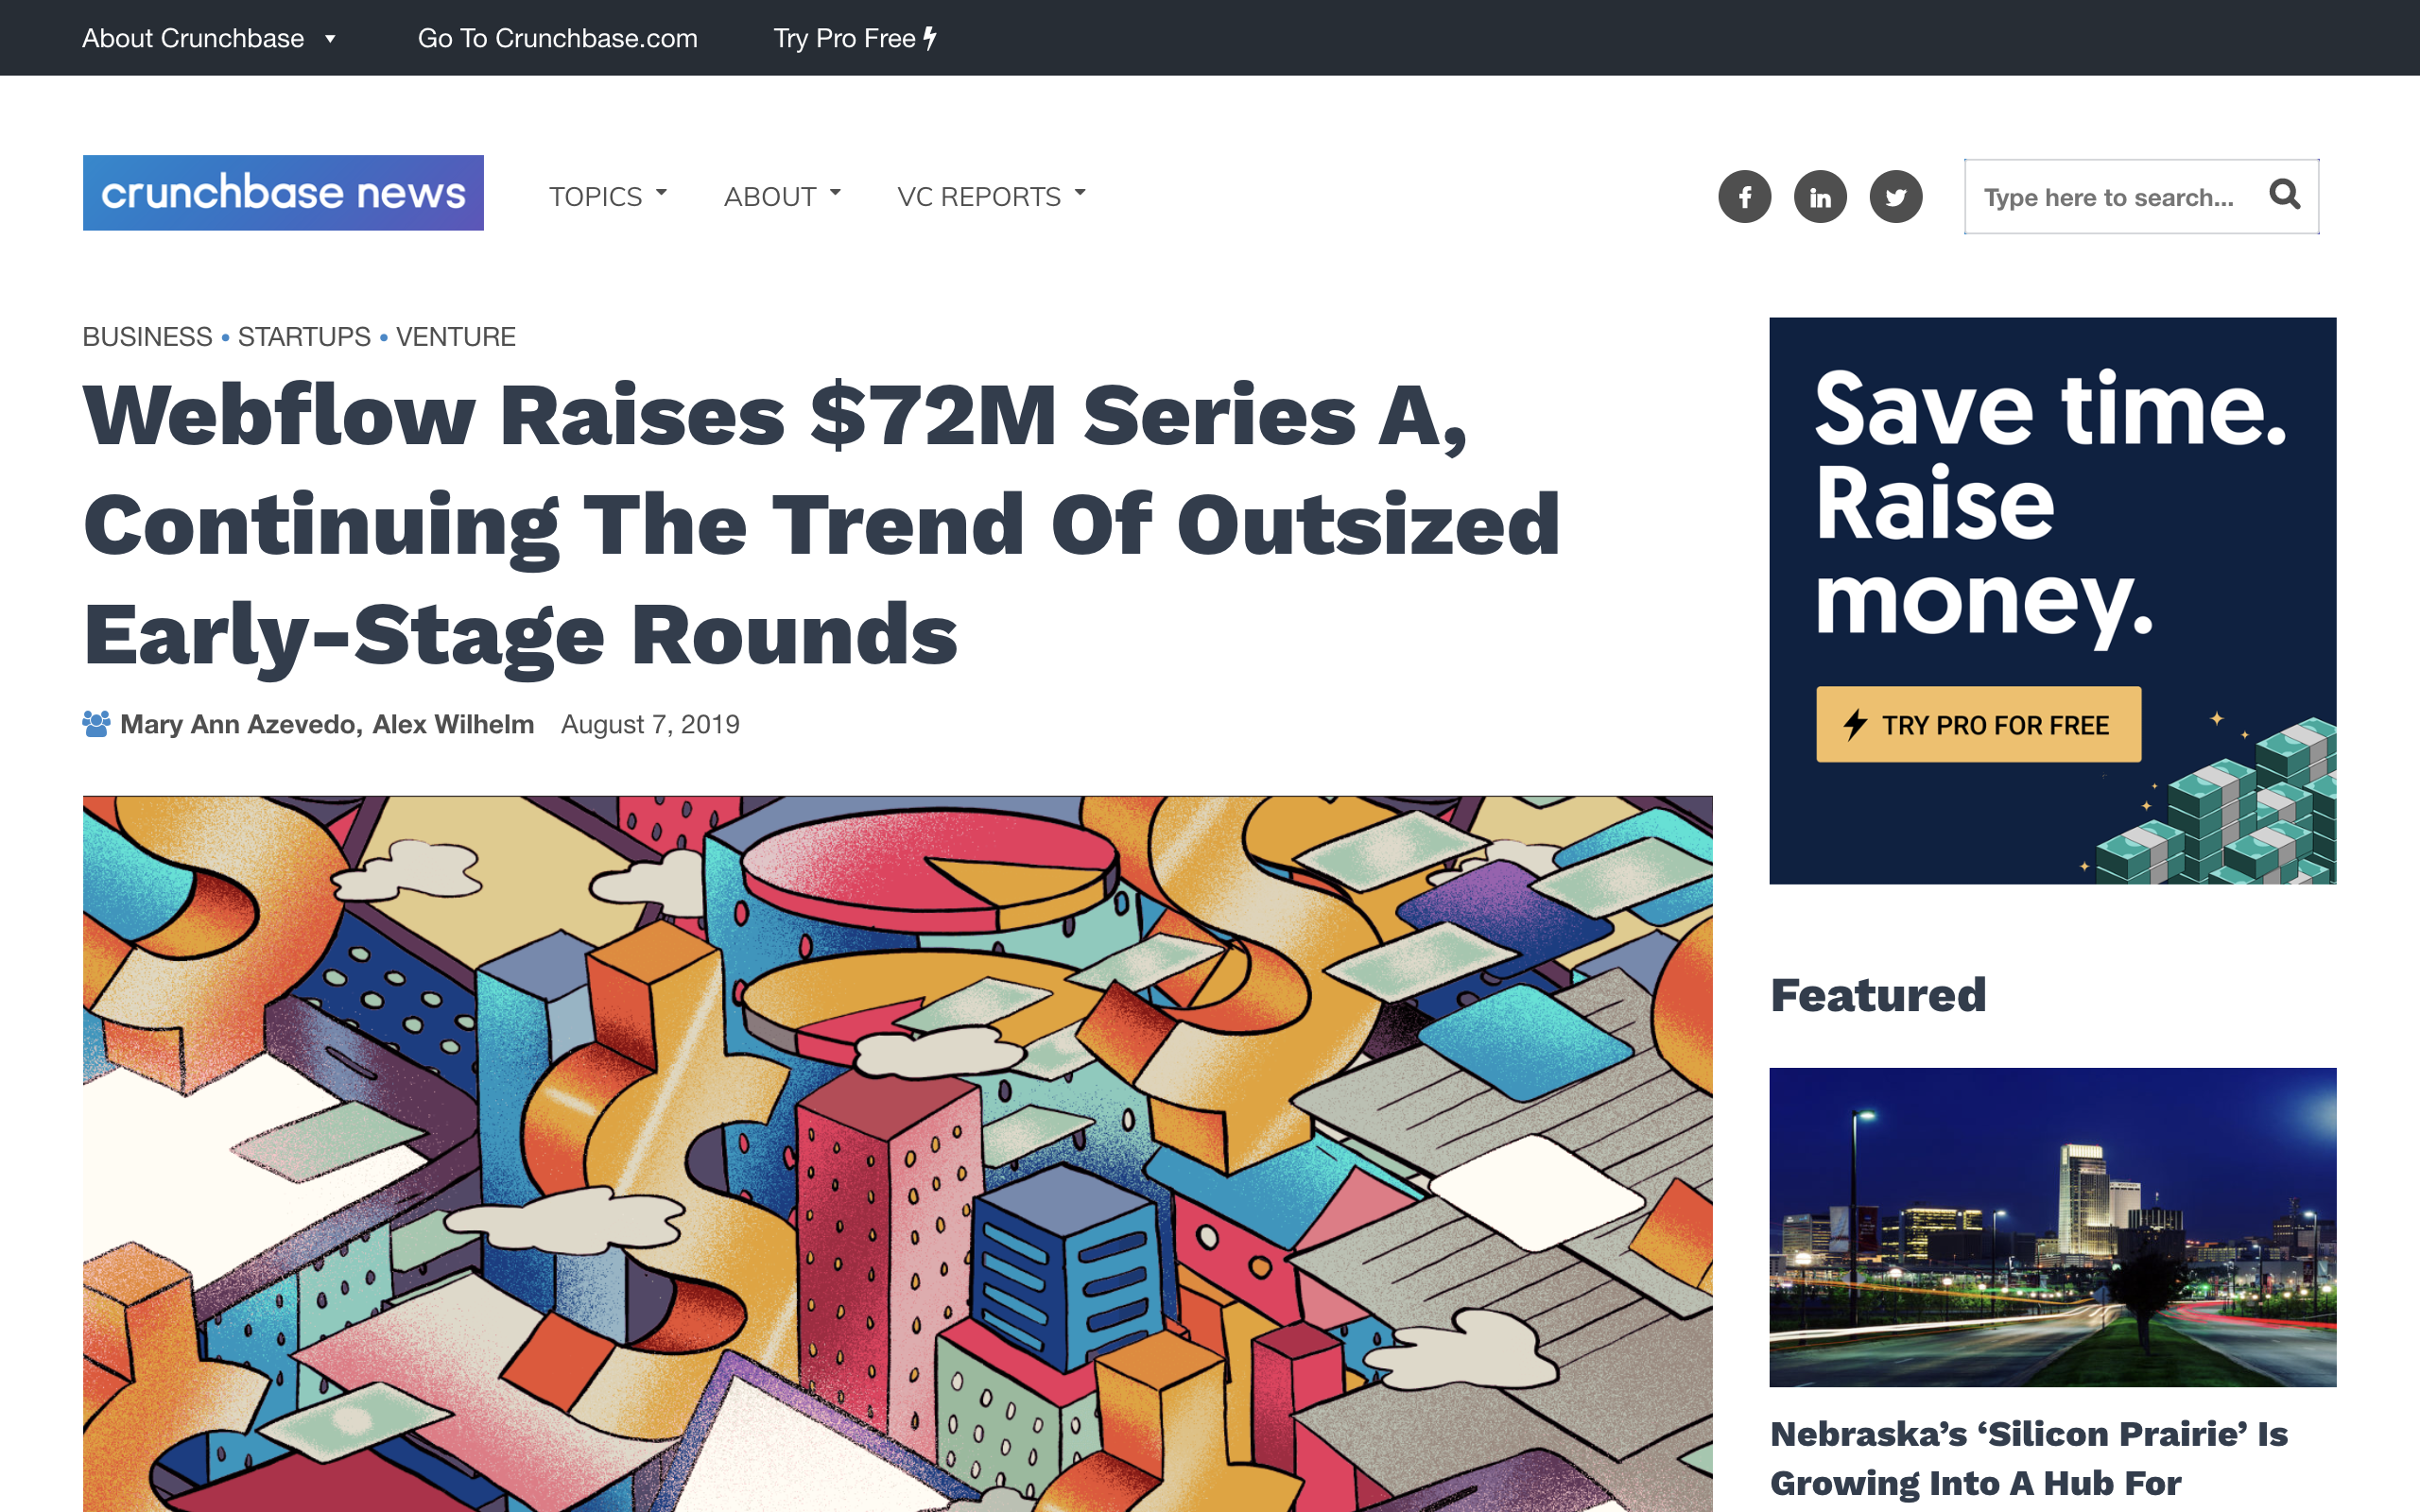 About Crunchbase
Go To Crunchbase.com
Try Pro Free
crunchbase news
TOPICS
ABOUT
VC REPORTS
Type here to search...
BUSINESS • STARTUPS • VENTURE
Webflow Raises $72M Series A,
Continuing The Trend Of Outsized
Early-Stage Rounds
Mary Ann Azevedo, Alex Wilhelm August 7, 2019
Save time.
Raise
money.
TRY PRO FOR FREE
Featured
Nebraska’s ‘Silicon Prairie’ Is
Growing Into A Hub For